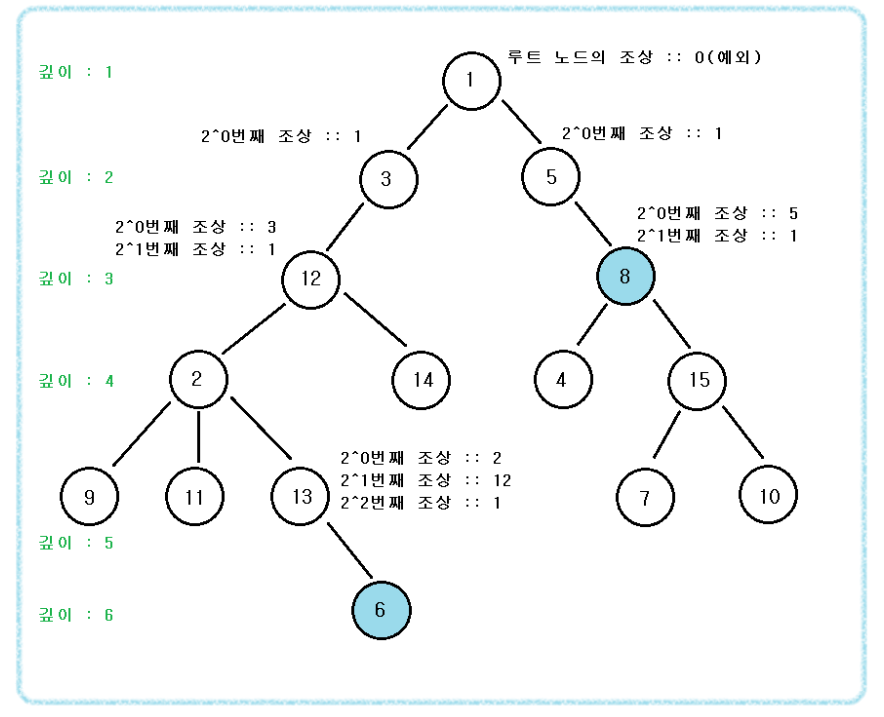 루트 노드의 조상 :: 0(예외)
깊이 : 1
1
2^0번째 조상 :: 1
2^0번째 조상 :: 1
깊이 : 2
3
5
2^0번째 조상 :: 3
2^1번째 조상 :: 1
2^0번째 조상 :: 5
2^1번째 조상 :: 1
깊이 : 3
12
8
깊이 : 4
2
14
4
15
2^0번째 조상 :: 2
2^1번째 조상 :: 12
2^2번째 조상 :: 1
9
11
13
7
10
깊이 : 5
깊이 : 6
6